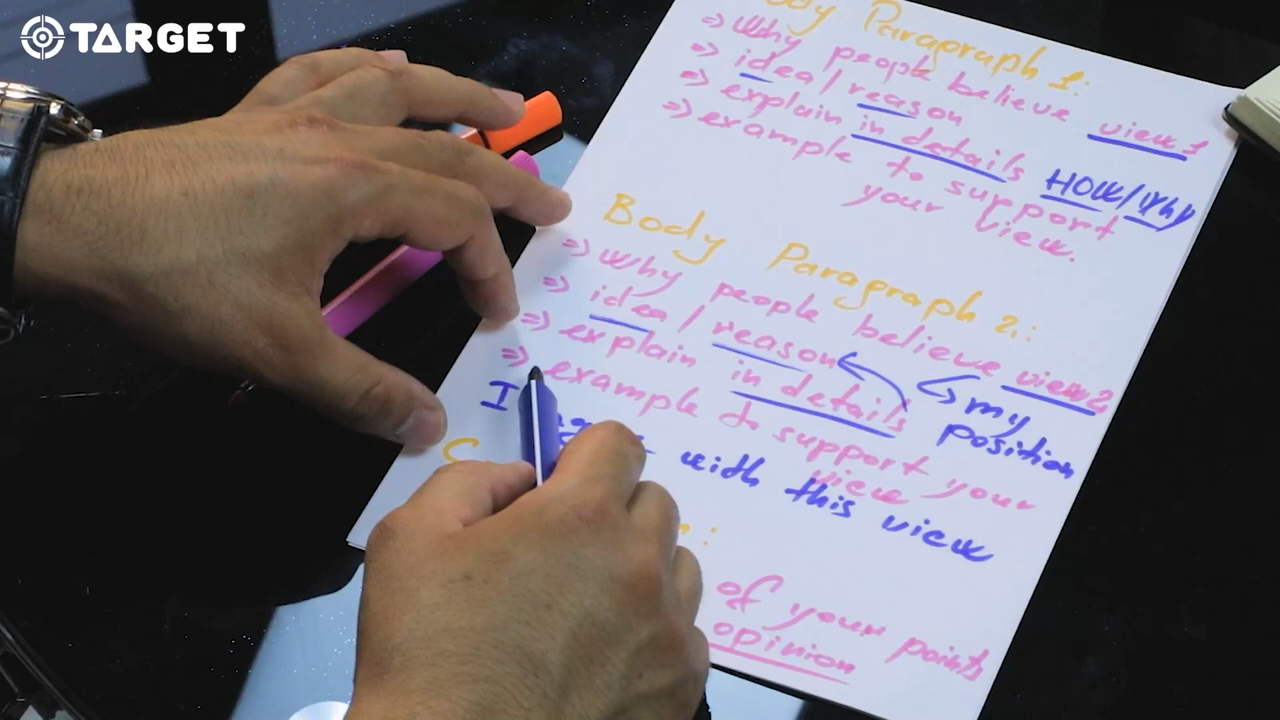 TARGET
ody Paragraph 1:
=> Why people believe view 1
=> idea / reason
=> explain in details HOW/Why
=> example to support
your view.
Body Paragraph 2:
=> Why people believe view 2
=> idea / reason my
=> explain in details position
=> example to support your
view
I with this view
C
of your points
opinion